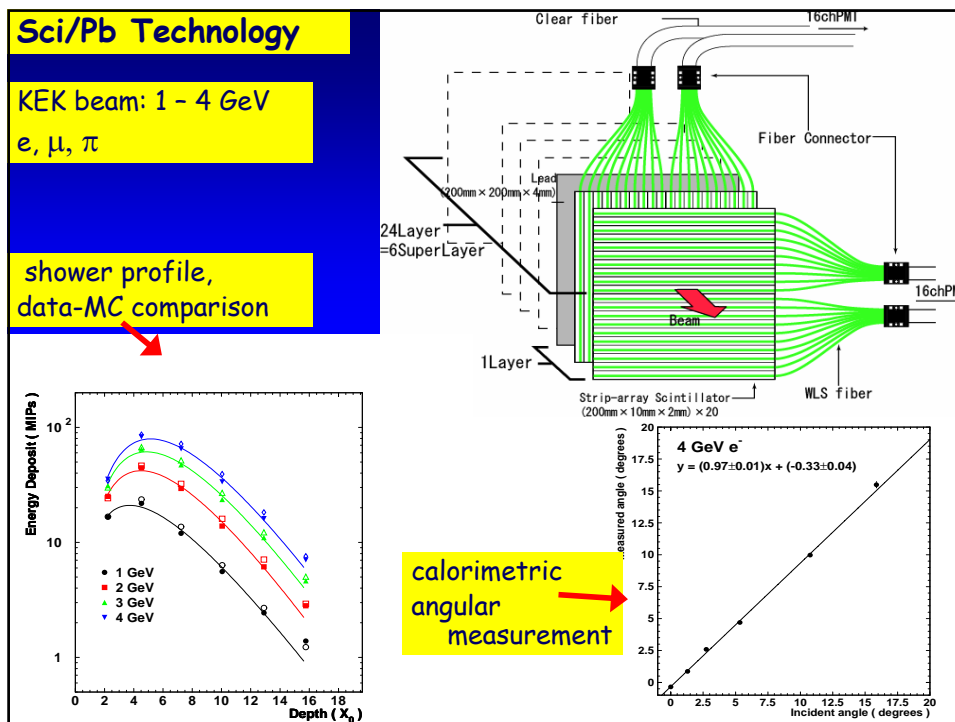 Sci/Pb Technology
KEK beam: 1 – 4 GeV
e, μ, π
shower profile,
data-MC comparison
Clear fiber
16chPMT
Fiber Connector
Lead
(200mm×200mm×4mm)
24Layer
=6SuperLayer
Beam
16chPM
1Layer
WLS fiber
Strip-array Scintillator
(200mm×10mm×2mm)×20
Energy Deposit ( MIPs )
10²
10
1
1 GeV
2 GeV
3 GeV
4 GeV
0 2 4 6 8 10 12 14 16 18
Depth ( X₀ )
calorimetric
angular
measurement
4 GeV e⁻
y = (0.97±0.01)x + (-0.33±0.04)
measured angle ( degrees )
20
17.5
15
12.5
10
7.5
5
2.5
0
0 2.5 5 7.5 10 12.5 15 17.5 20
Incident angle ( degrees )